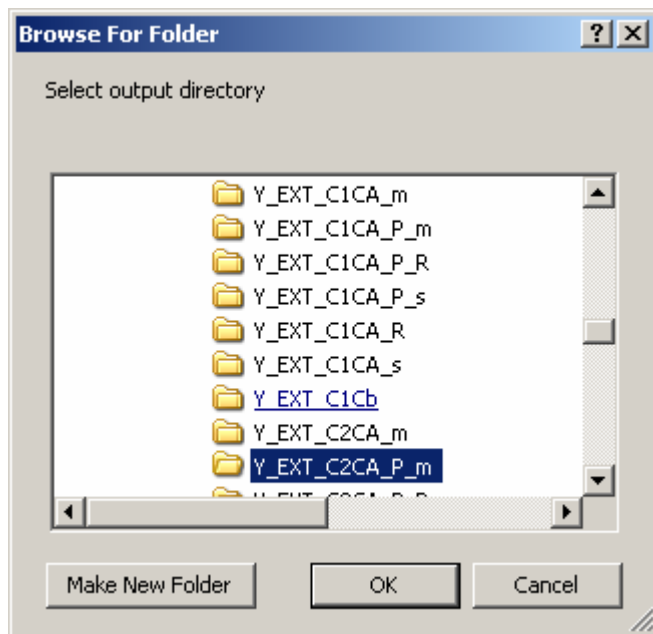 Browse For Folder
Select output directory
Y_EXT_C1CA_m
Y_EXT_C1CA_P_m
Y_EXT_C1CA_P_R
Y_EXT_C1CA_P_s
Y_EXT_C1CA_R
Y_EXT_C1CA_s
Y_EXT_C1Cb
Y_EXT_C2CA_m
Y_EXT_C2CA_P_m
Make New Folder
OK
Cancel